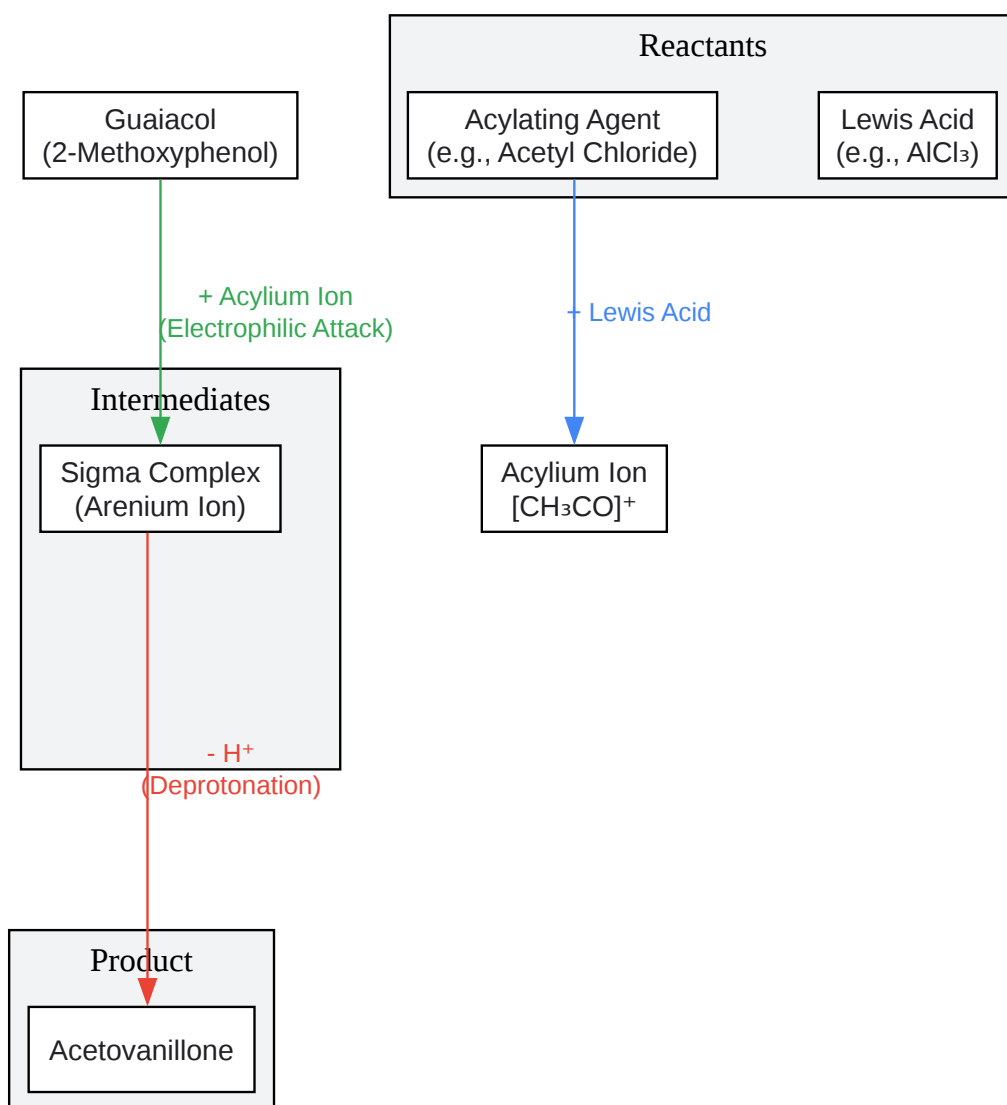 Reactants
Guaiacol
(2-Methoxyphenol)
Acylating Agent
(e.g., Acetyl Chloride)
Lewis Acid
(e.g., AlCl₃)
+ Acylium Ion
(Electrophilic Attack)
+ Lewis Acid
Intermediates
Sigma Complex
(Arenium Ion)
Acylium Ion
[CH₃CO]⁺
- H⁺
(Deprotonation)
Product
Acetovanillone